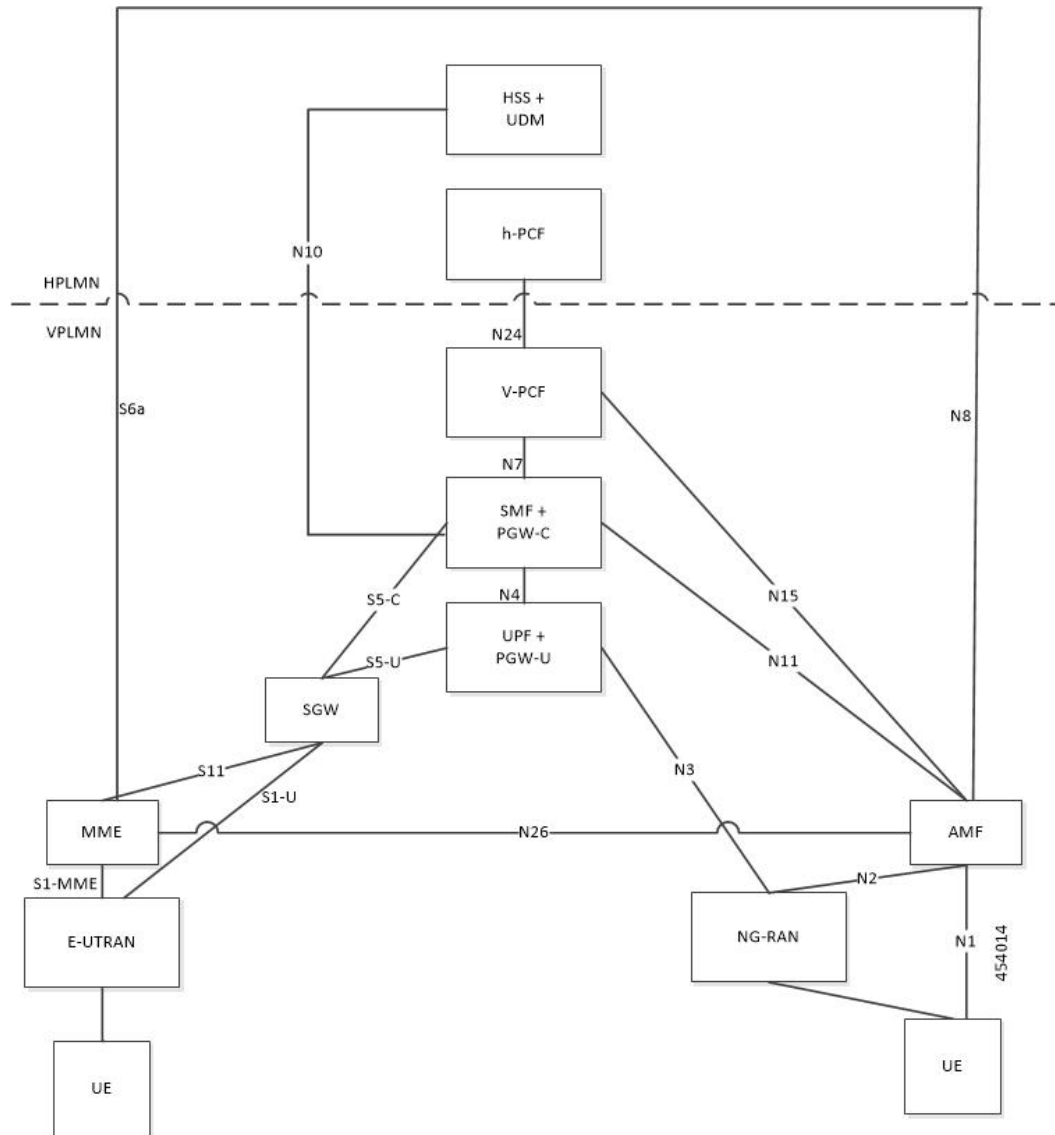 HSS +
UDM
N10
h-PCF
HPLMN
VPLMN
N24
S6a
V-PCF
N8
N7
SMF +
PGW-C
S5-C
N4
N15
UPF +
PGW-U
S5-U
N11
SGW
S11
S1-U
N3
MME
N26
AMF
S1-MME
N2
E-UTRAN
NG-RAN
N1
454014
UE
UE